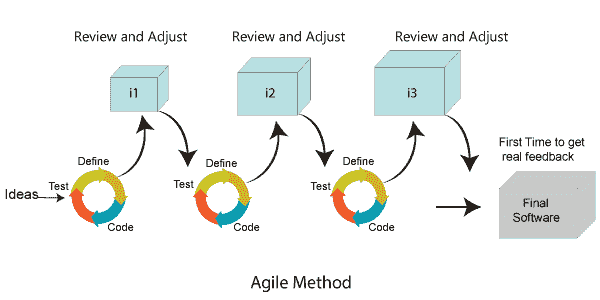 Review and Adjust
Review and Adjust
Review and Adjust
i1
i2
i3
First Time to get
real feedback
Define
Test
Code
Define
Test
Code
Define
Test
Code
Ideas
Final
Software
Agile Method